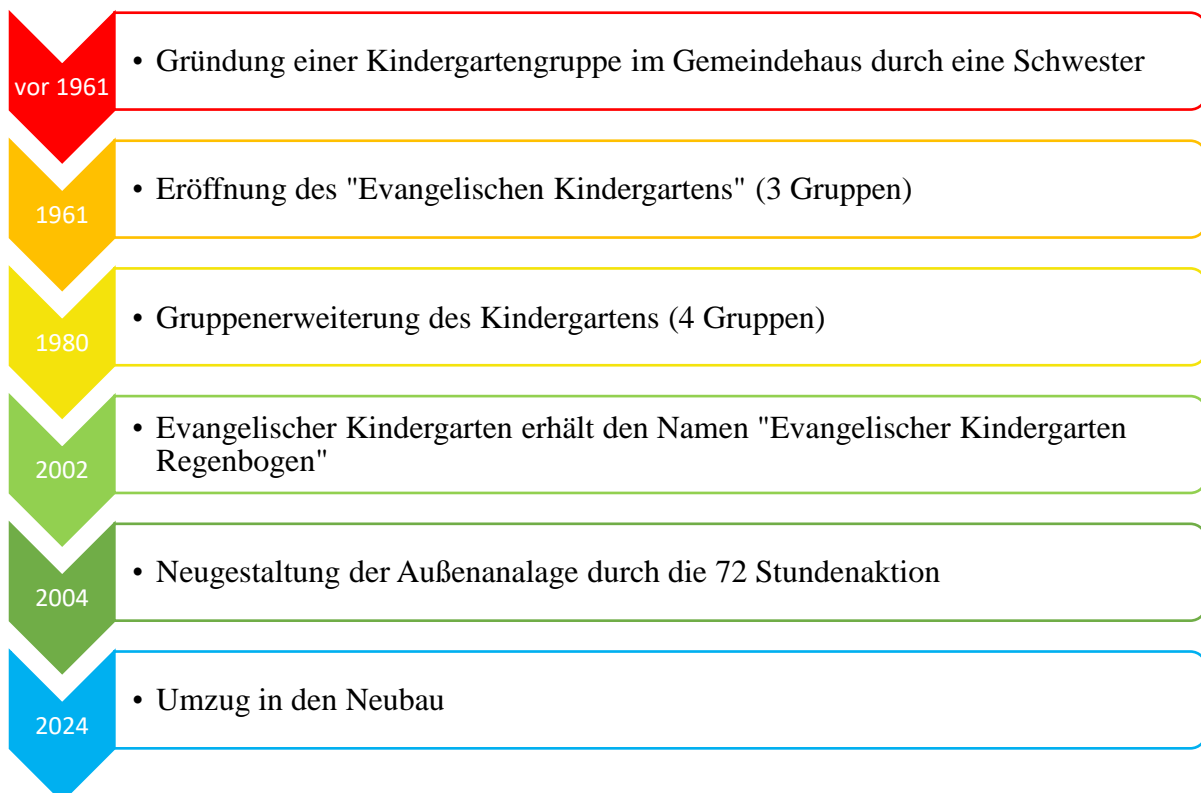 vor 1961
• Gründung einer Kindergartengruppe im Gemeindehaus durch eine Schwester
1961
• Eröffnung des "Evangelischen Kindergartens" (3 Gruppen)
1980
• Gruppenerweiterung des Kindergartens (4 Gruppen)
2002
• Evangelischer Kindergarten erhält den Namen "Evangelischer Kindergarten
Regenbogen"
2004
• Neugestaltung der Außenanalage durch die 72 Stundenaktion
2024
• Umzug in den Neubau